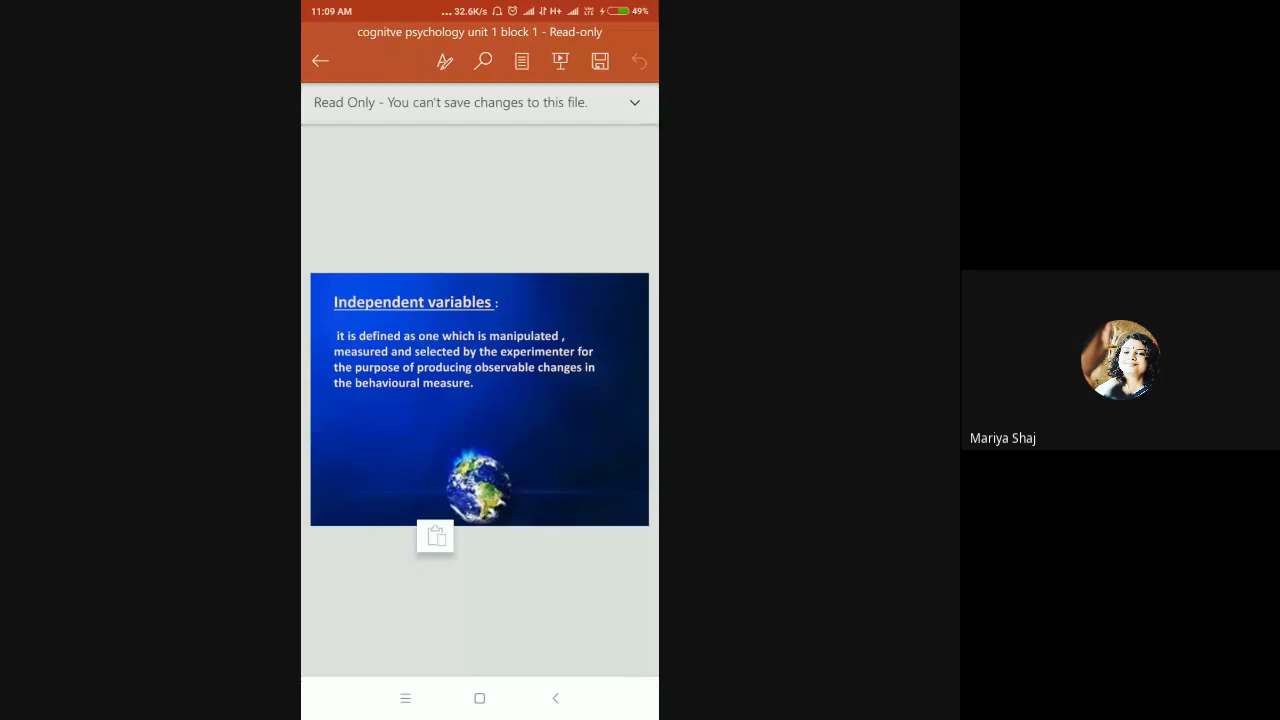 11:09 AM
... 32.6K/s H+ VoLTE 49%
cognitve psychology unit 1 block 1 - Read-only
Read Only - You can't save changes to this file.
Independent variables :
it is defined as one which is manipulated ,
measured and selected by the experimenter for
the purpose of producing observable changes in
the behavioural measure.
Mariya Shaj